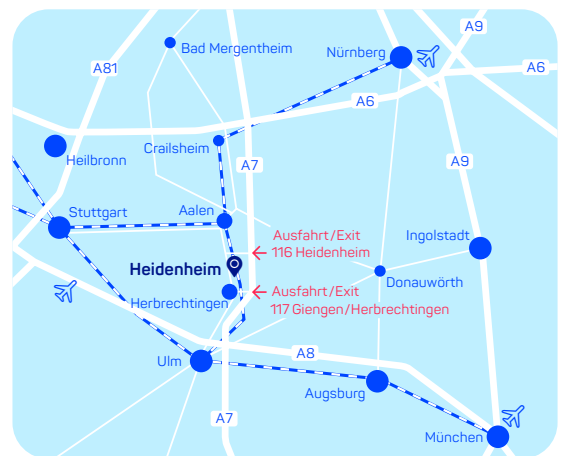 A9
Bad Mergentheim
Nürnberg
A81
A6
A6
Crailsheim
Heilbronn
A7
A9
Stuttgart
Aalen
Ausfahrt/Exit
116 Heidenheim
Ingolstadt
Heidenheim
Donauwörth
Ausfahrt/Exit
117 Giengen/Herbrechtingen
Herbrechtingen
Ulm
A8
Augsburg
A7
München